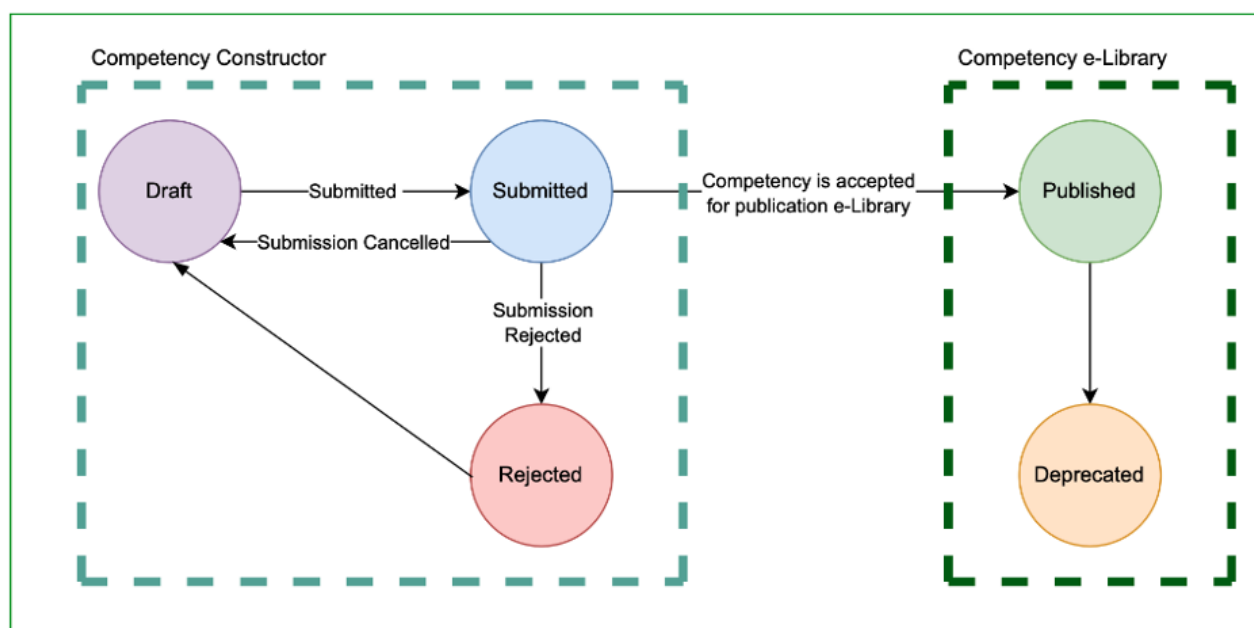 Competency Constructor
Competency e-Library
Draft
Submitted
Submitted
Competency is accepted
for publication e-Library
Published
Submission Cancelled
Submission
Rejected
Rejected
Deprecated